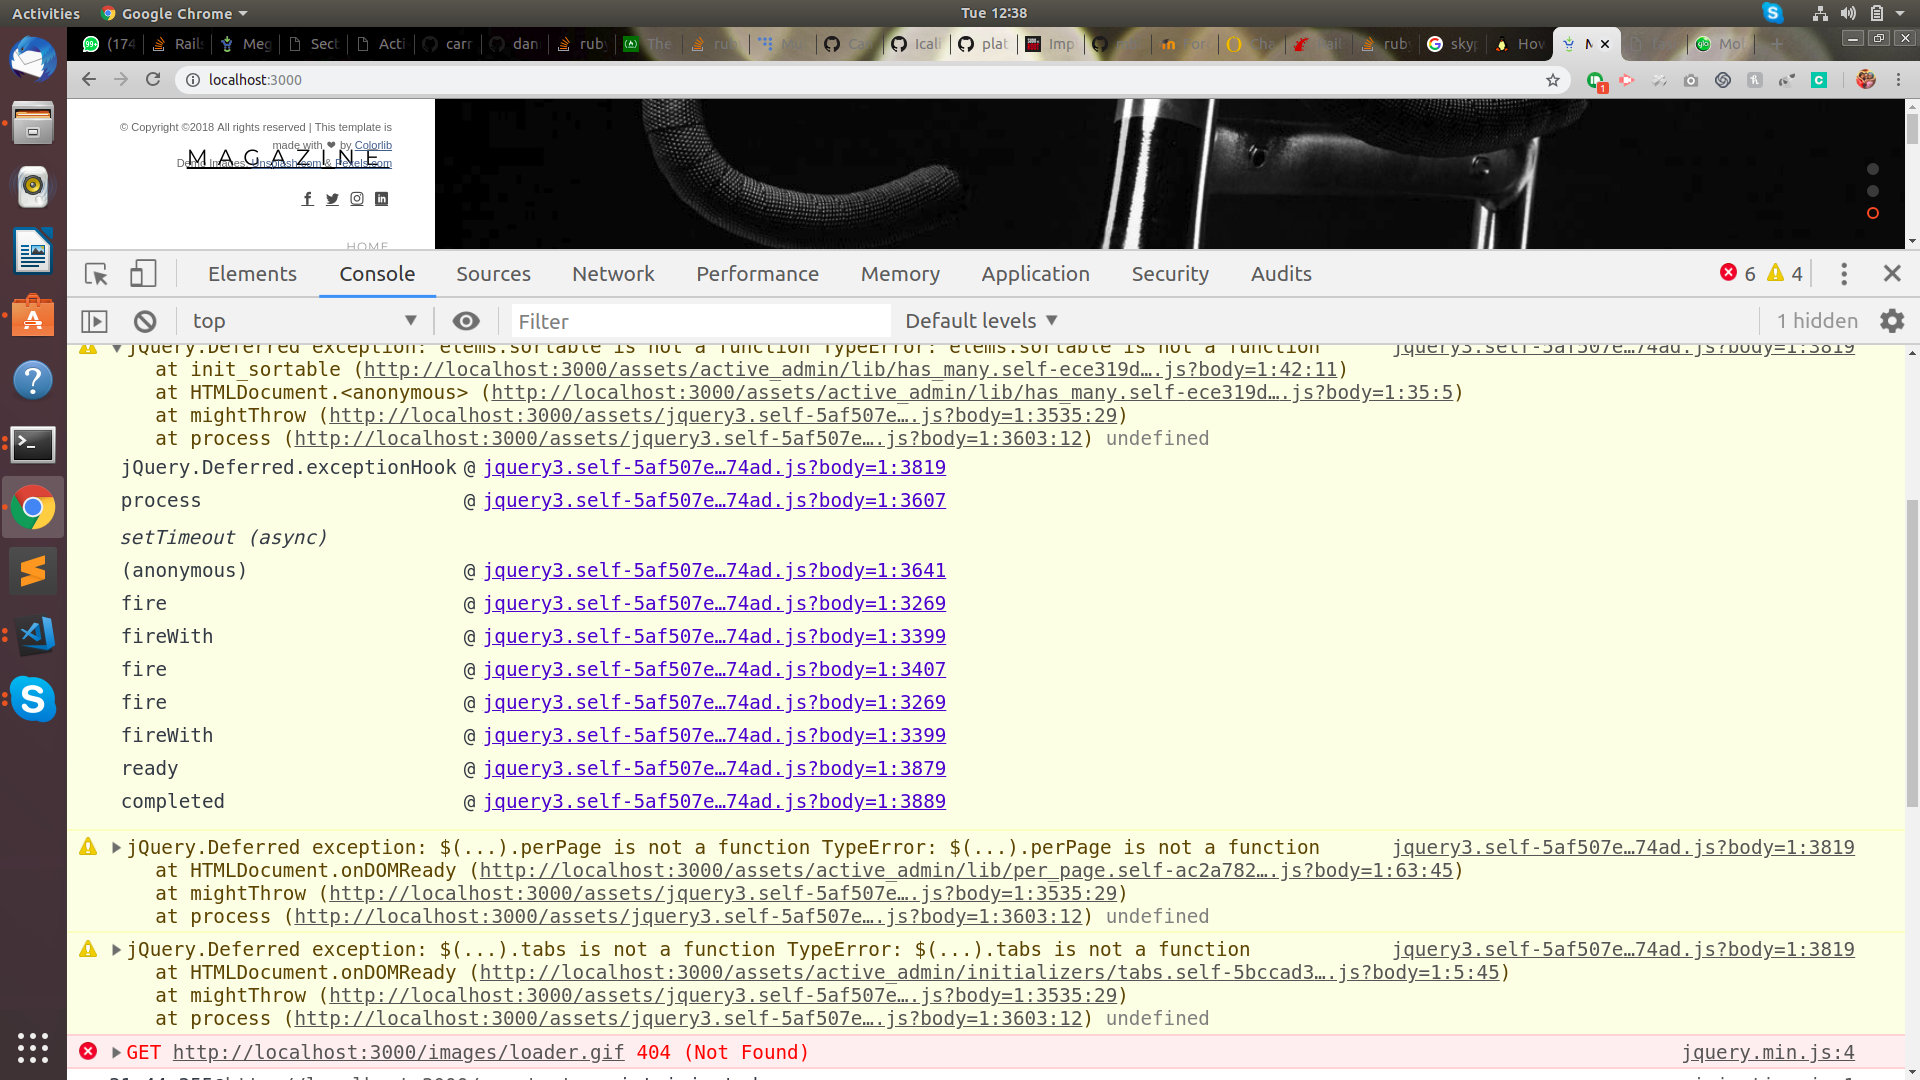 Activities Google Chrome Tue 12:38
(174 Rails Meg Sect Acti carr dan ruby The rub Ical plat Imp ruby skyp How M Mol
localhost:3000
© Copyright ©2018 All rights reserved | This template is
made with ❤ by Colorlib
Demo Images: Unsplash.com & Pexels.com
MAGAZINE
HOME
Elements Console Sources Network Performance Memory Application Security Audits 6 4
top Filter Default levels 1 hidden
jQuery.Deferred exception: elems.sortable is not a function TypeError: elems.sortable is not a function jquery3.self-5af507e…74ad.js?body=1:3819
at init_sortable (http://localhost:3000/assets/active_admin/lib/has_many.self-ece319d….js?body=1:42:11)
at HTMLDocument.<anonymous> (http://localhost:3000/assets/active_admin/lib/has_many.self-ece319d….js?body=1:35:5)
at mightThrow (http://localhost:3000/assets/jquery3.self-5af507e….js?body=1:3535:29)
at process (http://localhost:3000/assets/jquery3.self-5af507e….js?body=1:3603:12) undefined
jQuery.Deferred.exceptionHook @ jquery3.self-5af507e…74ad.js?body=1:3819
process @ jquery3.self-5af507e…74ad.js?body=1:3607
setTimeout (async)
(anonymous) @ jquery3.self-5af507e…74ad.js?body=1:3641
fire @ jquery3.self-5af507e…74ad.js?body=1:3269
fireWith @ jquery3.self-5af507e…74ad.js?body=1:3399
fire @ jquery3.self-5af507e…74ad.js?body=1:3407
fire @ jquery3.self-5af507e…74ad.js?body=1:3269
fireWith @ jquery3.self-5af507e…74ad.js?body=1:3399
ready @ jquery3.self-5af507e…74ad.js?body=1:3879
completed @ jquery3.self-5af507e…74ad.js?body=1:3889
jQuery.Deferred exception: $(...).perPage is not a function TypeError: $(...).perPage is not a function jquery3.self-5af507e…74ad.js?body=1:3819
at HTMLDocument.onDOMReady (http://localhost:3000/assets/active_admin/lib/per_page.self-ac2a782….js?body=1:63:45)
at mightThrow (http://localhost:3000/assets/jquery3.self-5af507e….js?body=1:3535:29)
at process (http://localhost:3000/assets/jquery3.self-5af507e….js?body=1:3603:12) undefined
jQuery.Deferred exception: $(...).tabs is not a function TypeError: $(...).tabs is not a function jquery3.self-5af507e…74ad.js?body=1:3819
at HTMLDocument.onDOMReady (http://localhost:3000/assets/active_admin/initializers/tabs.self-5bccad3….js?body=1:5:45)
at mightThrow (http://localhost:3000/assets/jquery3.self-5af507e….js?body=1:3535:29)
at process (http://localhost:3000/assets/jquery3.self-5af507e….js?body=1:3603:12) undefined
GET http://localhost:3000/images/loader.gif 404 (Not Found) jquery.min.js:4